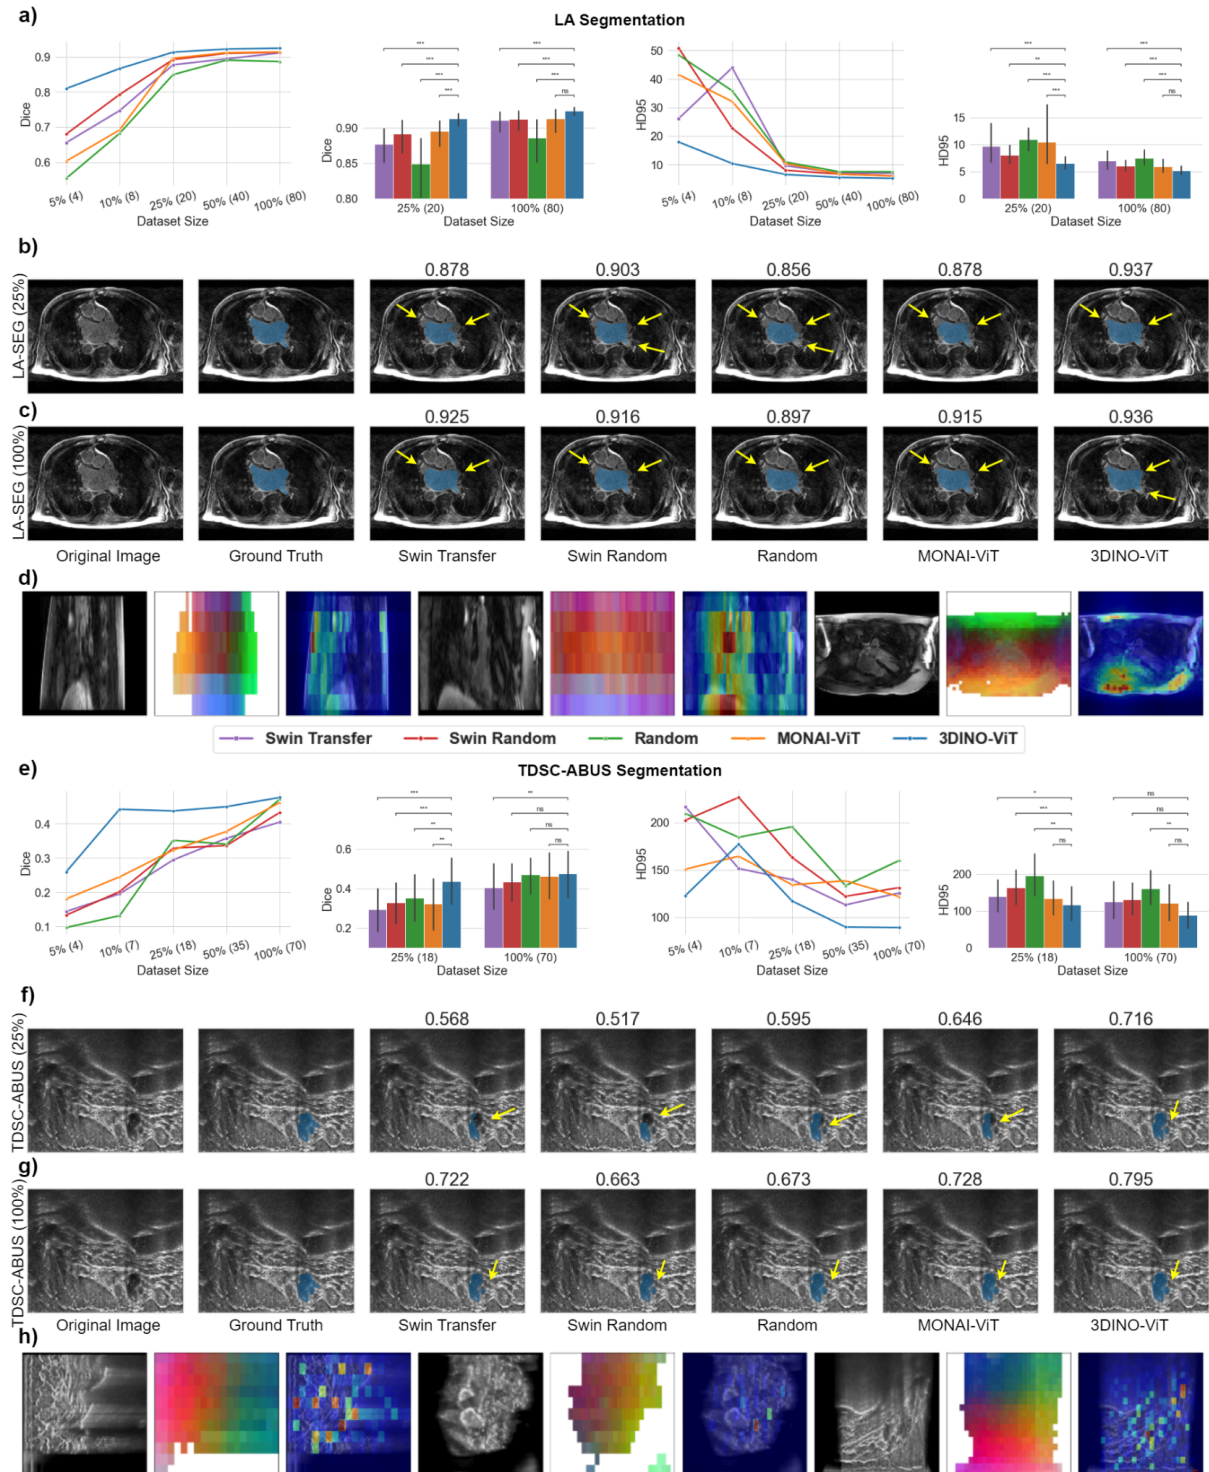 a)
LA Segmentation
Dice
0.9
0.8
0.7
0.6
5% (4)
10% (8)
25% (20)
50% (40)
100% (80)
Dataset Size
Dice
0.90
0.85
0.80
***
***
***
***
***
***
***
ns
25% (20)
100% (80)
Dataset Size
HD95
50
40
30
20
10
5% (4)
10% (8)
25% (20)
50% (40)
100% (80)
Dataset Size
HD95
15
10
5
0
***
**
***
***
***
***
***
ns
25% (20)
100% (80)
Dataset Size
b)
LA-SEG (25%)
0.878
0.903
0.856
0.878
0.937
c)
LA-SEG (100%)
0.925
0.916
0.897
0.915
0.936
Original Image
Ground Truth
Swin Transfer
Swin Random
Random
MONAI-ViT
3DINO-ViT
d)
Swin Transfer
Swin Random
Random
MONAI-ViT
3DINO-ViT
e)
TDSC-ABUS Segmentation
Dice
0.4
0.3
0.2
0.1
5% (4)
10% (7)
25% (18)
50% (35)
100% (70)
Dataset Size
Dice
0.6
0.4
0.2
***
***
**
**
**
ns
ns
ns
25% (18)
100% (70)
Dataset Size
HD95
200
150
100
5% (4)
10% (7)
25% (18)
50% (35)
100% (70)
Dataset Size
HD95
200
100
0
*
***
**
ns
ns
ns
**
ns
25% (18)
100% (70)
Dataset Size
f)
TDSC-ABUS (25%)
0.568
0.517
0.595
0.646
0.716
g)
TDSC-ABUS (100%)
0.722
0.663
0.673
0.728
0.795
Original Image
Ground Truth
Swin Transfer
Swin Random
Random
MONAI-ViT
3DINO-ViT
h)